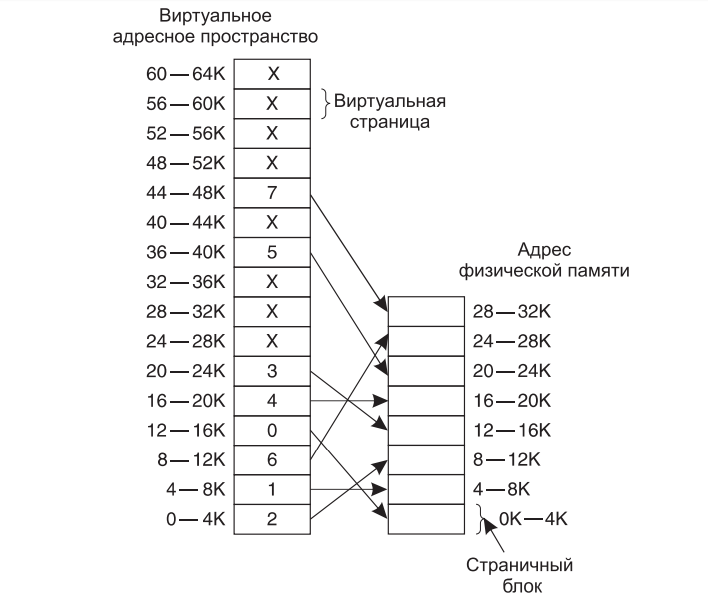 Виртуальное
адресное пространство
60—64K X
56—60K X
Виртуальная
страница
52—56K X
48—52K X
44—48K 7
40—44K X
36—40K 5
32—36K X
28—32K X
24—28K X
20—24K 3
16—20K 4
12—16K 0
8—12K 6
4—8K 1
0—4K 2
Адрес
физической памяти
28—32K
24—28K
20—24K
16—20K
12—16K
8—12K
4—8K
0K—4K
Страничный
блок